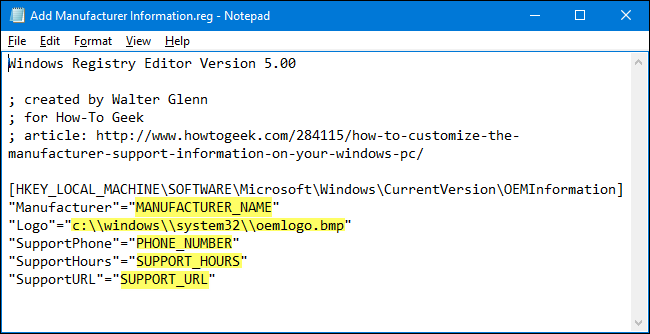 Add Manufacturer Information.reg - Notepad
File Edit Format View Help
Windows Registry Editor Version 5.00
; created by Walter Glenn
; for How-To Geek
; article: http://www.howtogeek.com/284115/how-to-customize-the-
manufacturer-support-information-on-your-windows-pc/
[HKEY_LOCAL_MACHINE\SOFTWARE\Microsoft\Windows\CurrentVersion\OEMInformation]
"Manufacturer"="MANUFACTURER_NAME"
"Logo"="c:\\windows\\system32\\oemlogo.bmp"
"SupportPhone"="PHONE_NUMBER"
"SupportHours"="SUPPORT_HOURS"
"SupportURL"="SUPPORT_URL"